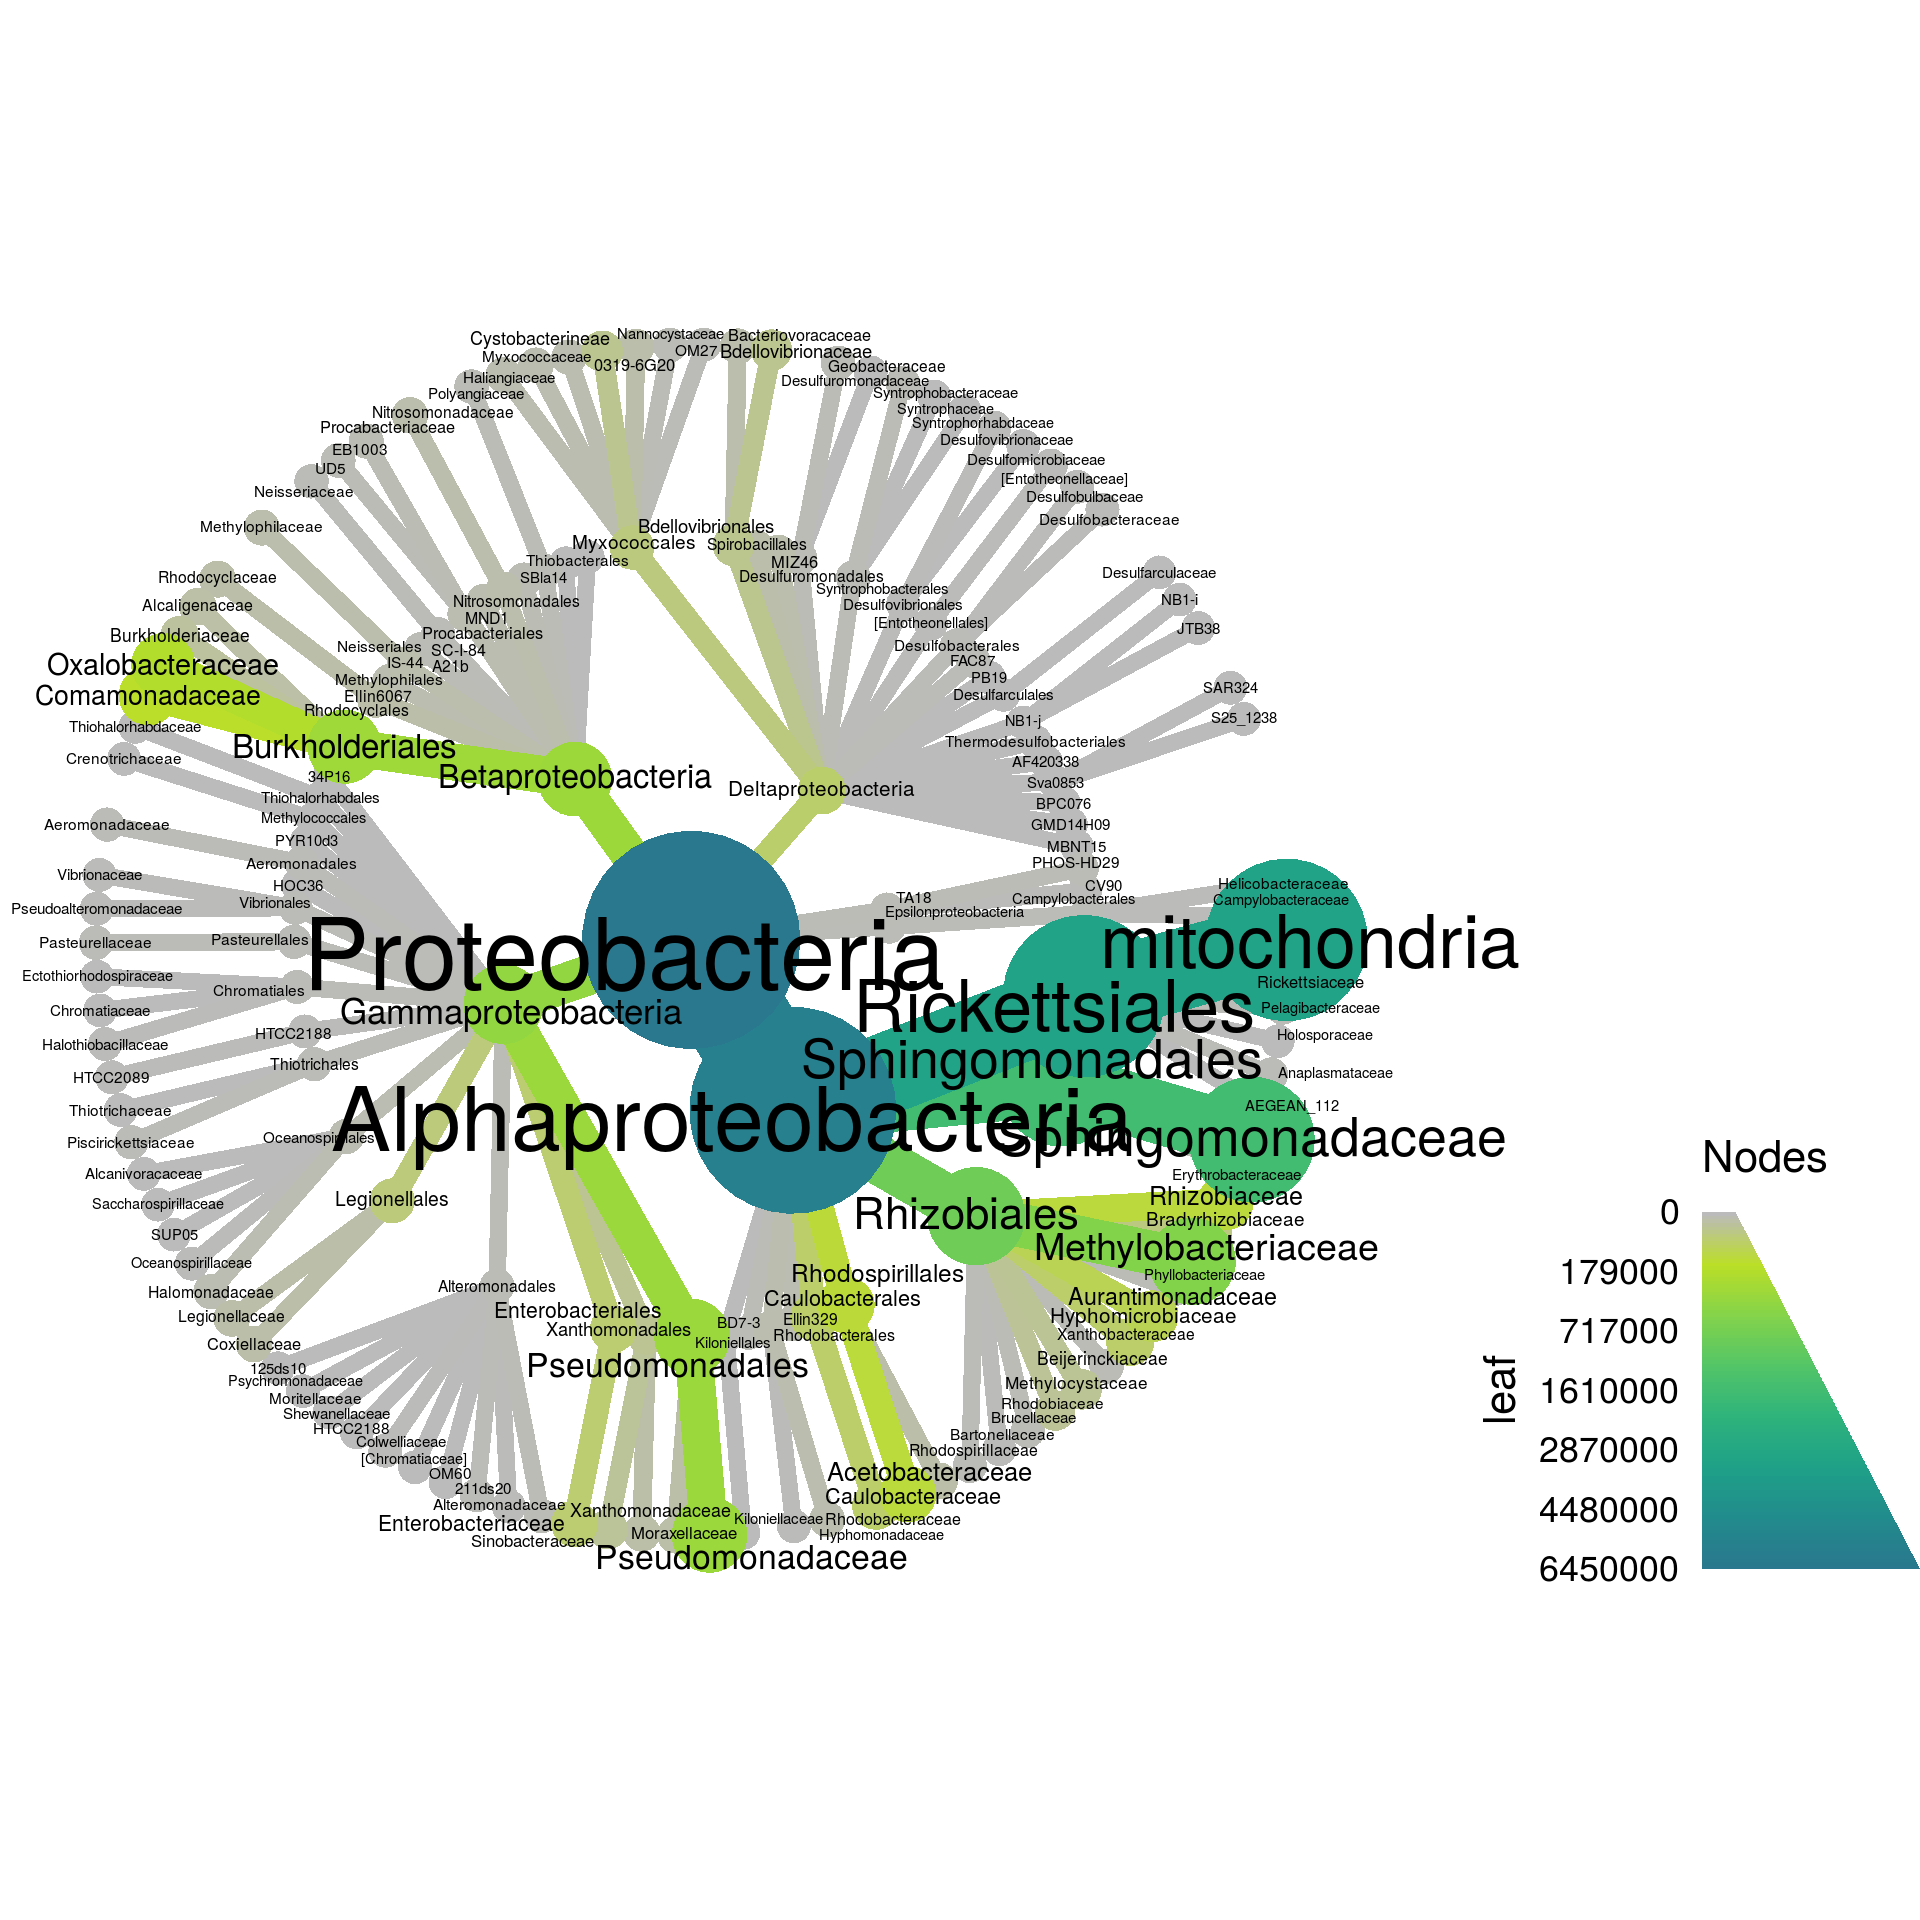 Cystobacterineae
Nannocystaceae
Bacteriovoracaceae
Myxococcaceae
OM27
Bdellovibrionaceae
0319-6G20
Geobacteraceae
Haliangiaceae
Desulfuromonadaceae
Polyangiaceae
Syntrophobacteraceae
Nitrosomonadaceae
Syntrophaceae
Procabacteriaceae
Syntrophorhabdaceae
EB1003
Desulfovibrionaceae
UD5
Desulfomicrobiaceae
Neisseriaceae
[Entotheonellaceae]
Desulfobulbaceae
Methylophilaceae
Bdellovibrionales
Desulfobacteraceae
Myxococcales
Spirobacillales
Thiobacterales
MIZ46
Desulfarculaceae
Rhodocyclaceae
SBla14
Desulfuromonadales
Syntrophobacterales
NB1-i
Alcaligenaceae
Nitrosomonadales
Desulfovibrionales
MND1
[Entotheonellales]
JTB38
Burkholderiaceae
Procabacteriales
Neisseriales
SC-I-84
Desulfobacterales
Oxalobacteraceae
IS-44
A21b
FAC87
Methylophilales
PB19
SAR324
Comamonadaceae
Ellin6067
Desulfarculales
Rhodocyclales
Thiohalorhabdaceae
NB1-j
S25_1238
Burkholderiales
Thermodesulfobacteriales
Crenotrichaceae
34P16
Betaproteobacteria
AF420338
Deltaproteobacteria
Sva0853
Thiohalorhabdales
BPC076
Methylococcales
Aeromonadaceae
GMD14H09
PYR10d3
MBNT15
Aeromonadales
PHOS-HD29
Vibrionaceae
HOC36
CV90
Helicobacteraceae
Vibrionales
TA18
Campylobacterales
Campylobacteraceae
Pseudoalteromonadaceae
Epsilonproteobacteria
Pasteurellaceae
Pasteurellales
Proteobacteria
mitochondria
Ectothiorhodospiraceae
Rickettsiaceae
Chromatiales
Chromatiaceae
Gammaproteobacteria
Rickettsiales
Pelagibacteraceae
Halothiobacillaceae
HTCC2188
Holosporaceae
Thiotrichales
Sphingomonadales
HTCC2089
Anaplasmataceae
Thiotrichaceae
Alphaproteobacteria
AEGEAN_112
Piscirickettsiaceae
Oceanospirillales
Sphingomonadaceae
Alcanivoracaceae
Erythrobacteraceae
Nodes
Saccharospirillaceae
Legionellales
Rhizobiaceae
SUP05
Rhizobiales
Bradyrhizobiaceae
0
Oceanospirillaceae
Methylobacteriaceae
Halomonadaceae
Alteromonadales
Rhodospirillales
Phyllobacteriaceae
179000
Legionellaceae
Enterobacteriales
Caulobacterales
Aurantimonadaceae
Coxiellaceae
Xanthomonadales
BD7-3
Ellin329
Hyphomicrobiaceae
717000
Kiloniellales
Rhodobacterales
Xanthobacteraceae
125ds10
Pseudomonadales
Beijerinckiaceae
Psychromonadaceae
Methylocystaceae
leaf
1610000
Moritellaceae
Rhodobiaceae
Shewanellaceae
Brucellaceae
HTCC2188
Bartonellaceae
Colwelliaceae
Rhodospirillaceae
2870000
[Chromatiaceae]
OM60
Acetobacteraceae
211ds20
Caulobacteraceae
Alteromonadaceae
Xanthomonadaceae
4480000
Enterobacteriaceae
Moraxellaceae
Kiloniellaceae
Rhodobacteraceae
Sinobacteraceae
Hyphomonadaceae
Pseudomonadaceae
6450000